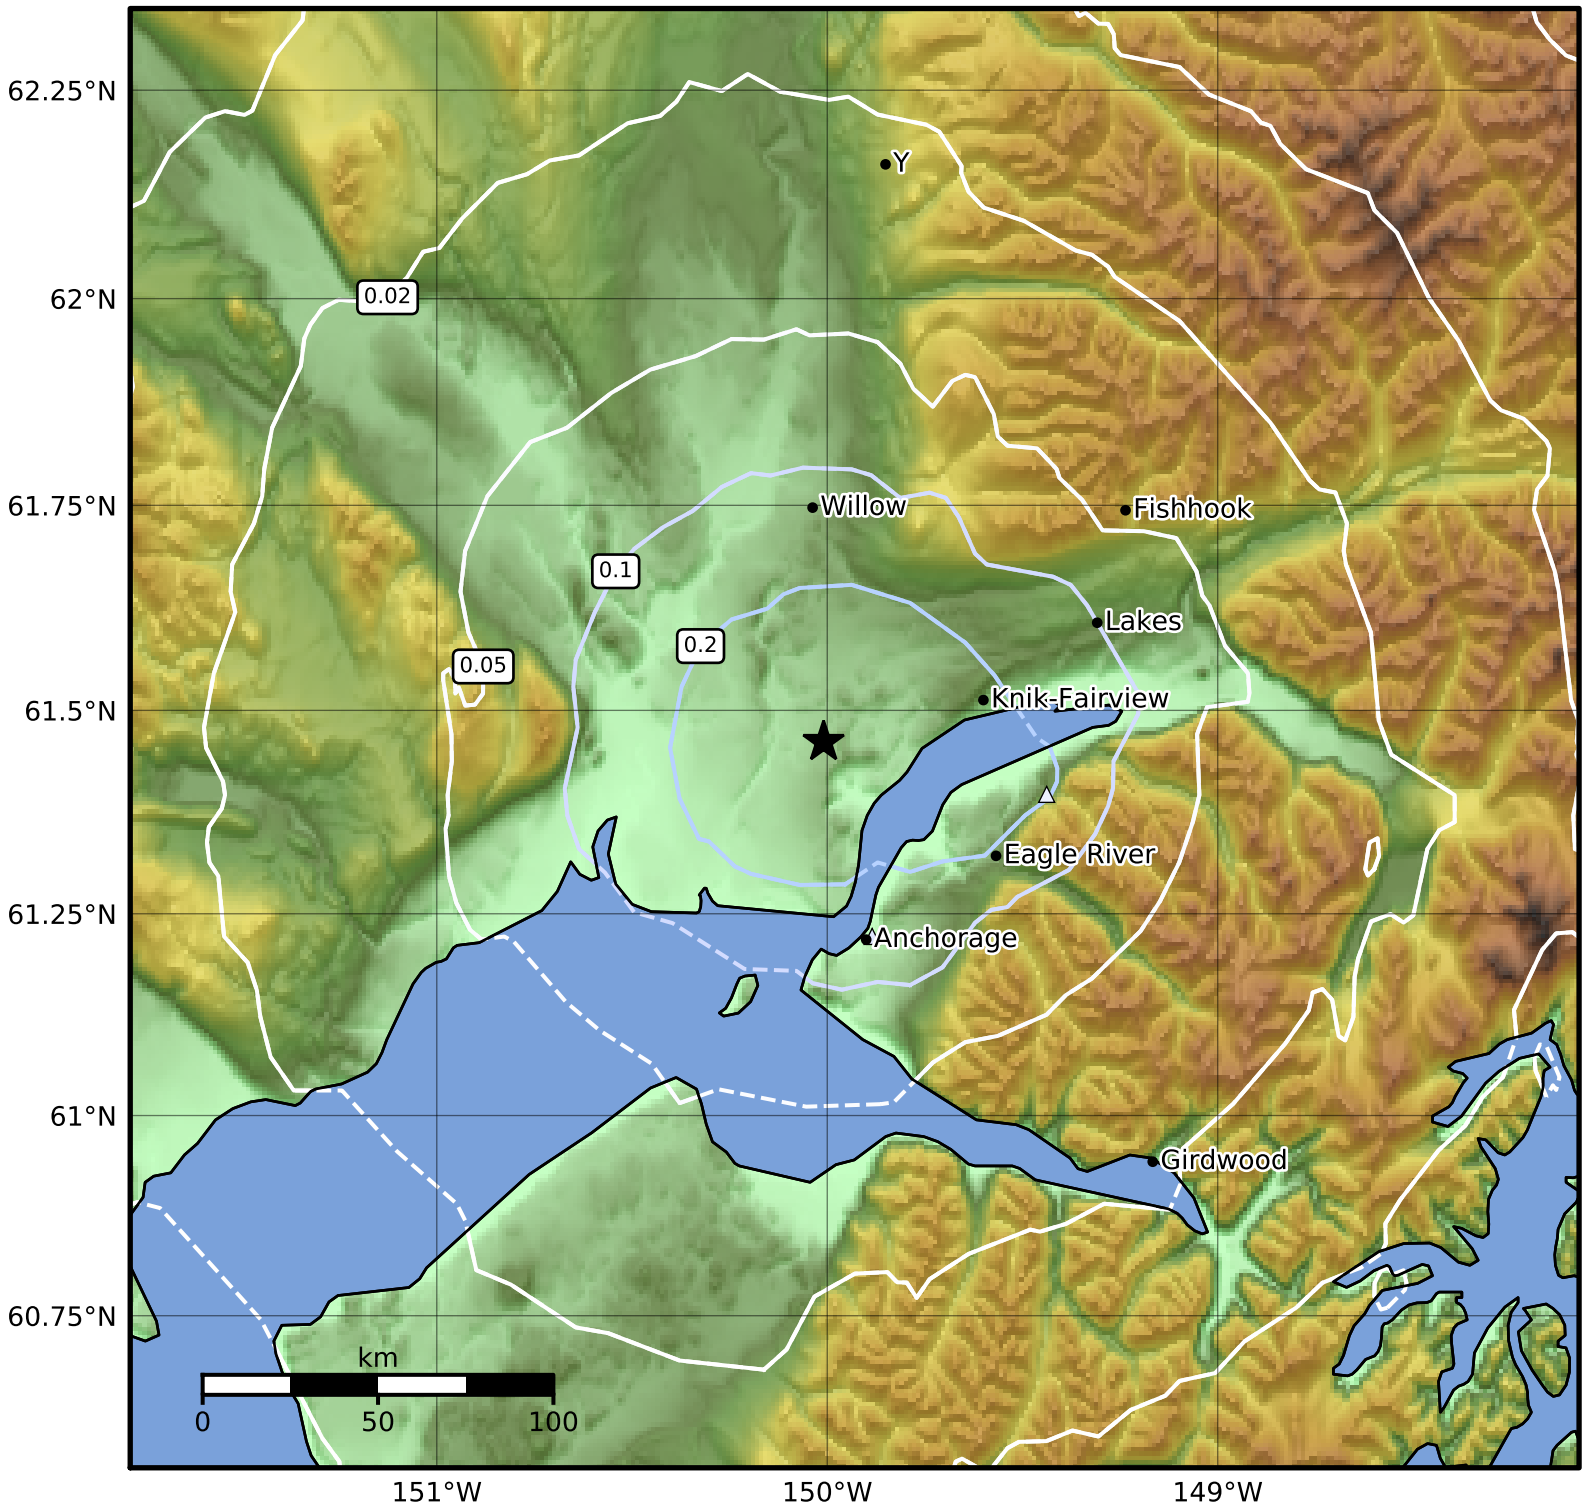 62.25°N
Y
62°N
0.02
61.75°N
Willow
Fishhook
0.1
Lakes
0.2
0.05
61.5°N
Knik-Fairview
Eagle River
61.25°N
Anchorage
61°N
Girdwood
60.75°N
km
0 50 100
151°W 150°W 149°W